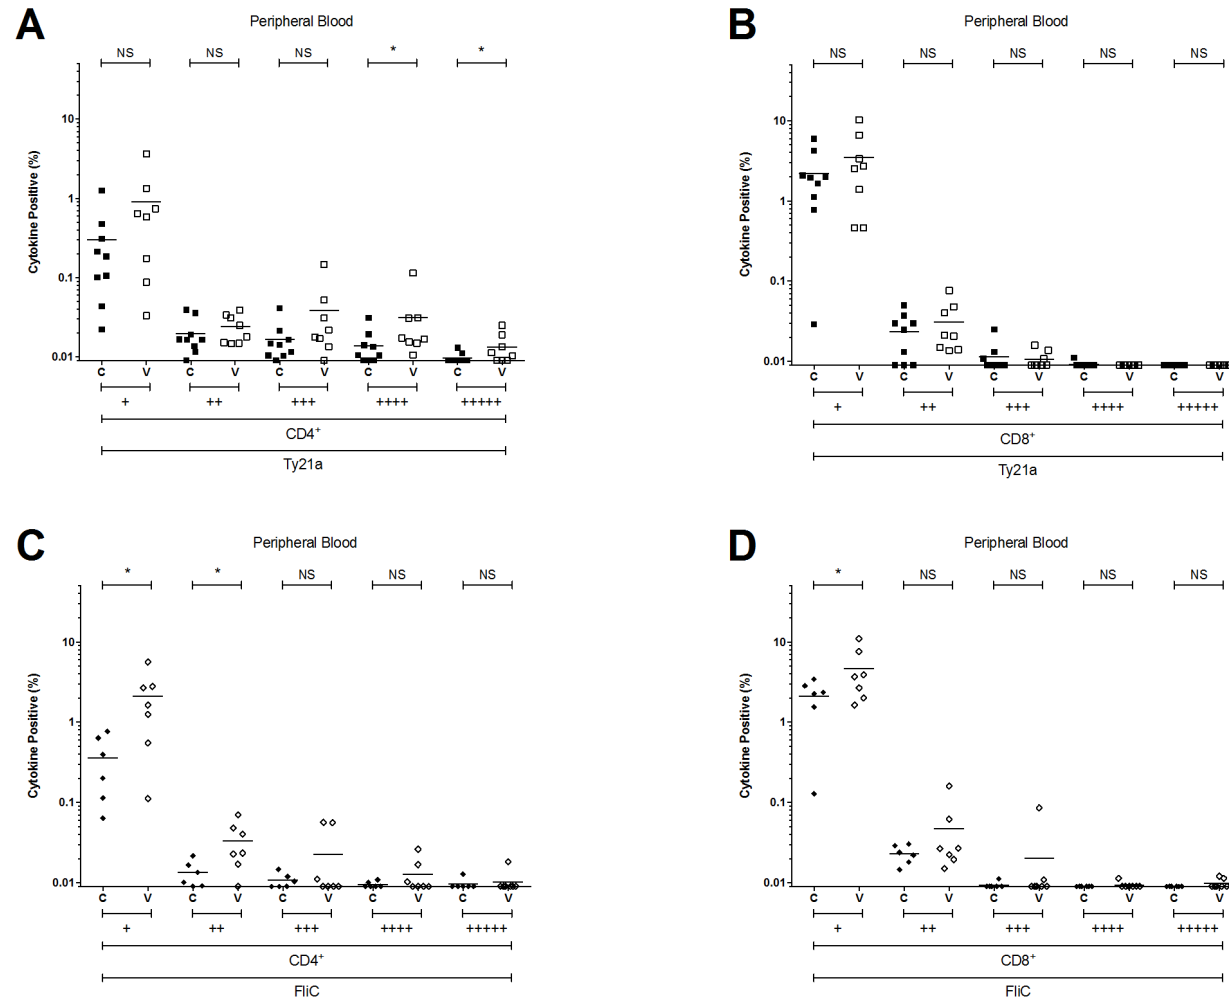 A
Peripheral Blood
NS NS NS * *
Cytokine Positive (%)
10
1
0.1
0.01
C V C V C V C V C V
+ ++ +++ ++++ +++++
CD4+
Ty21a
B
Peripheral Blood
NS NS NS NS NS
Cytokine Positive (%)
10
1
0.1
0.01
C V C V C V C V C V
+ ++ +++ ++++ +++++
CD8+
Ty21a
C
Peripheral Blood
* * NS NS NS
Cytokine Positive (%)
10
1
0.1
0.01
C V C V C V C V C V
+ ++ +++ ++++ +++++
CD4+
FliC
D
Peripheral Blood
* NS NS NS NS
Cytokine Positive (%)
10
1
0.1
0.01
C V C V C V C V C V
+ ++ +++ ++++ +++++
CD8+
FliC